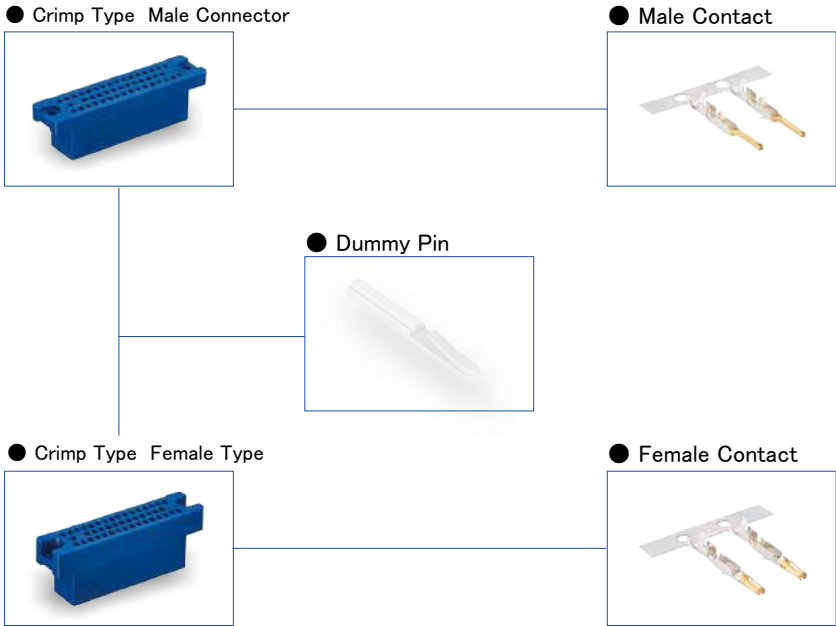 ● Crimp Type Male Connector
● Male Contact
● Dummy Pin
● Crimp Type Female Type
● Female Contact